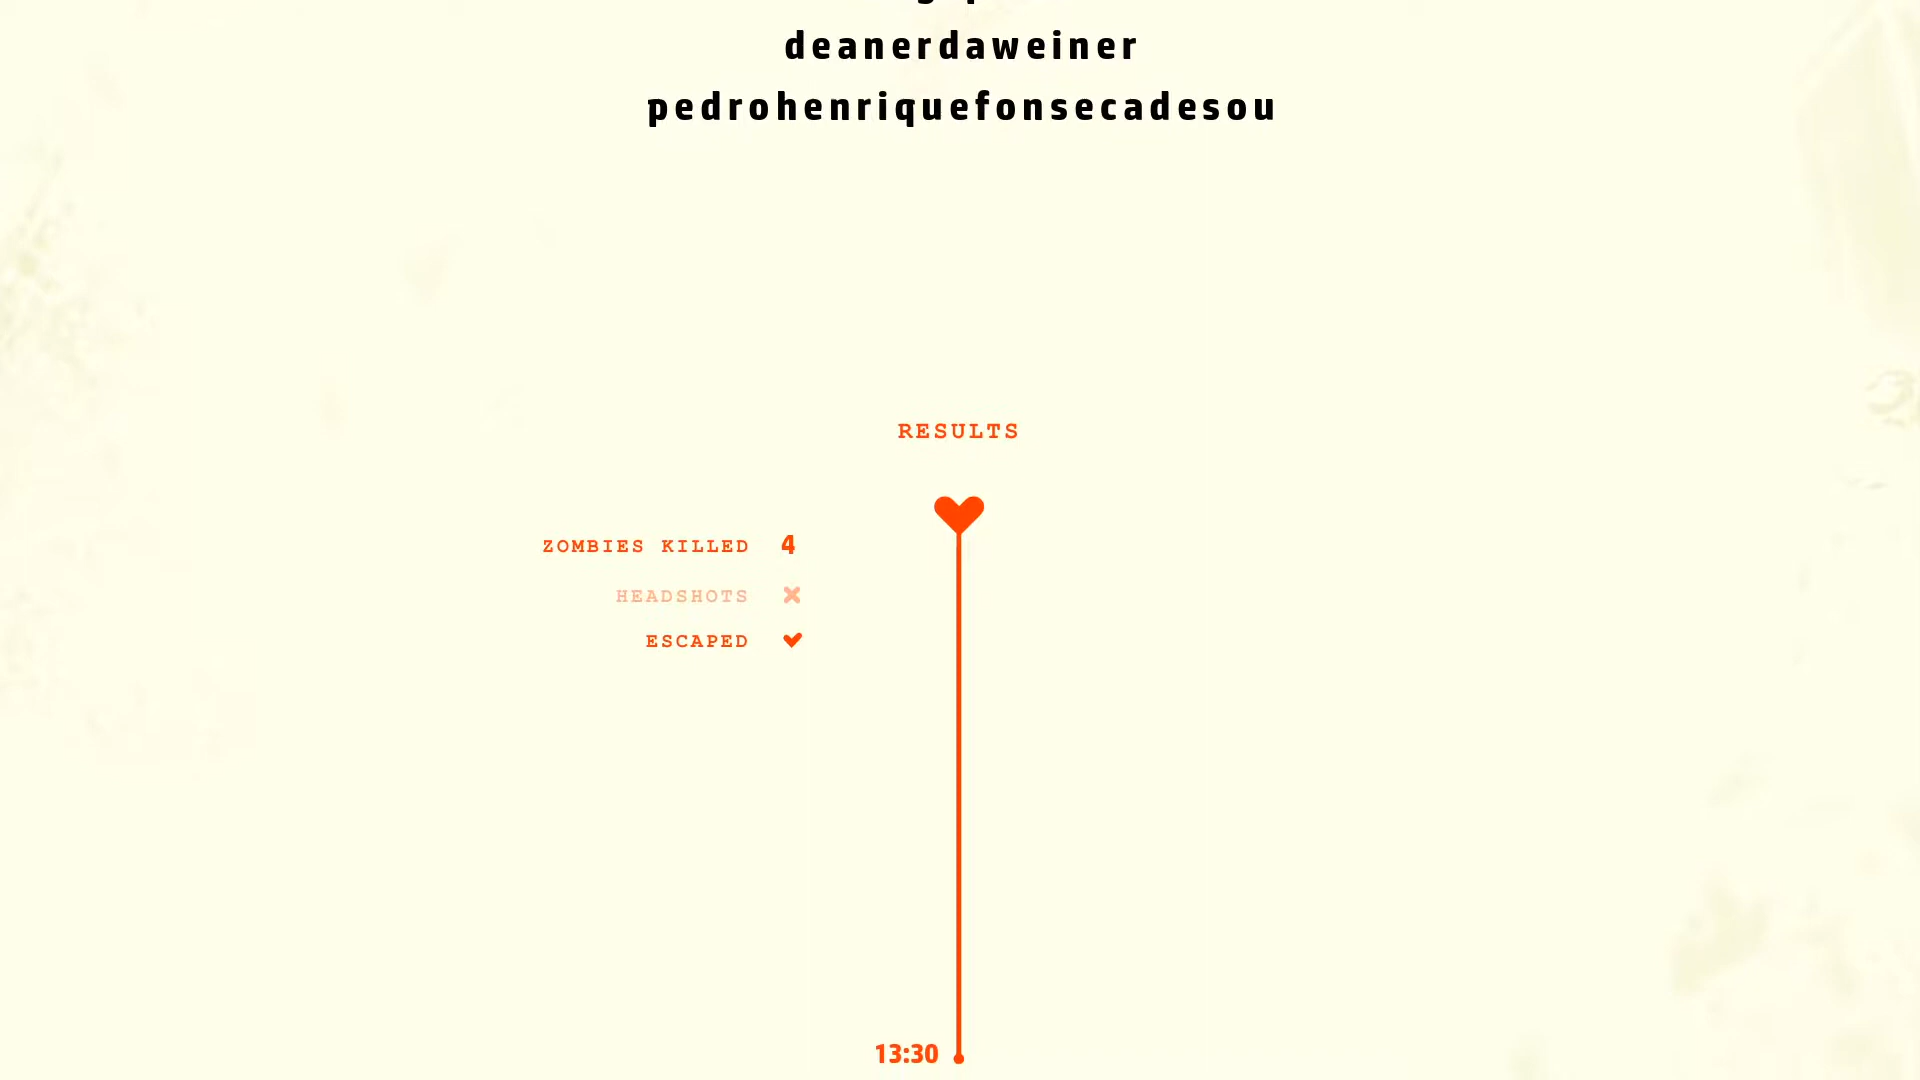 deanerdaweiner
pedrohenriquefonsecadesou
RESULTS
ZOMBIES KILLED 4
HEADSHOTS
ESCAPED
13:30